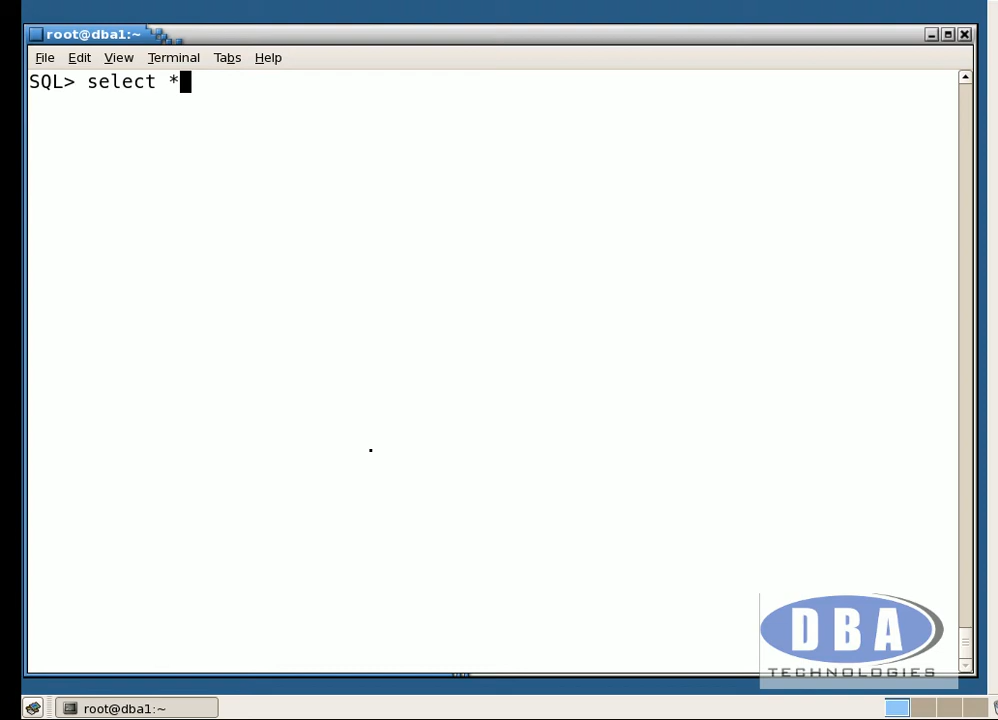 root@dba1:~
File Edit View Terminal Tabs Help
SQL> select *
.
DBA
TECHNOLOGIES
root@dba1:~